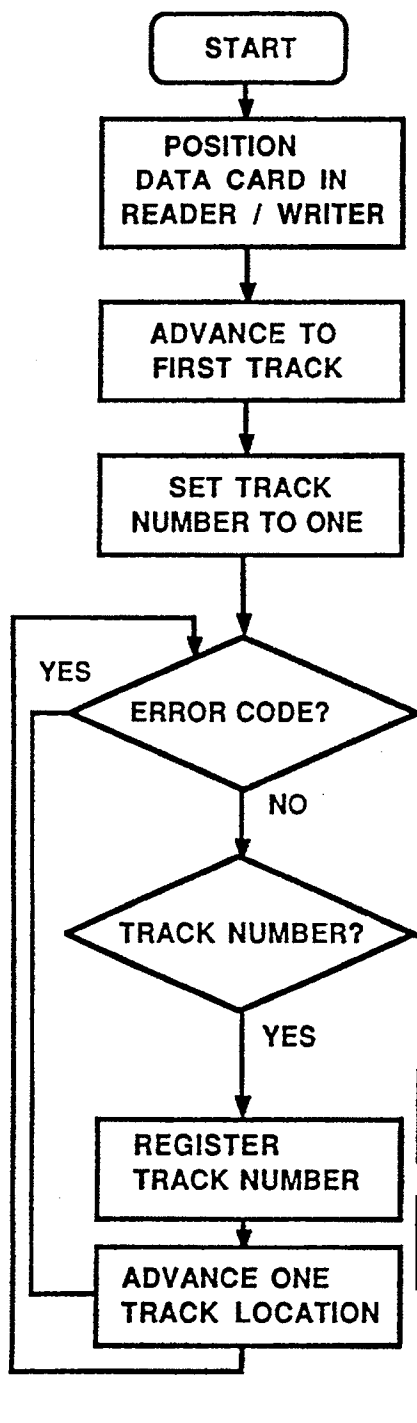 START
POSITION
DATA CARD IN
READER / WRITER
ADVANCE TO
FIRST TRACK
SET TRACK
NUMBER TO ONE
YES
ERROR CODE?
NO
TRACK NUMBER?
YES
REGISTER
TRACK NUMBER
ADVANCE ONE
TRACK LOCATION